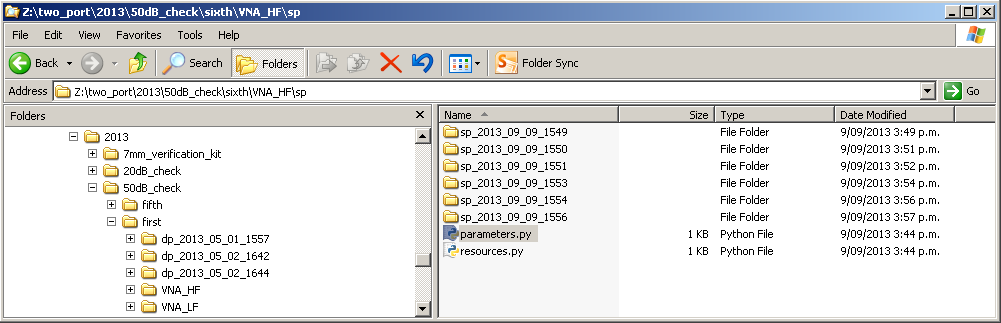 Z:\two_port\2013\50dB_check\sixth\VNA_HF\sp
File Edit View Favorites Tools Help
Back Search Folders Folder Sync
Address Z:\two_port\2013\50dB_check\sixth\VNA_HF\sp Go
Folders
2013
7mm_verification_kit
20dB_check
50dB_check
fifth
first
dp_2013_05_01_1557
dp_2013_05_02_1642
dp_2013_05_02_1644
VNA_HF
VNA_LF
Name Size Type Date Modified
sp_2013_09_09_1549 File Folder 9/09/2013 3:49 p.m.
sp_2013_09_09_1550 File Folder 9/09/2013 3:51 p.m.
sp_2013_09_09_1551 File Folder 9/09/2013 3:52 p.m.
sp_2013_09_09_1553 File Folder 9/09/2013 3:54 p.m.
sp_2013_09_09_1554 File Folder 9/09/2013 3:56 p.m.
sp_2013_09_09_1556 File Folder 9/09/2013 3:57 p.m.
parameters.py 1 KB Python File 9/09/2013 3:44 p.m.
resources.py 1 KB Python File 9/09/2013 3:44 p.m.